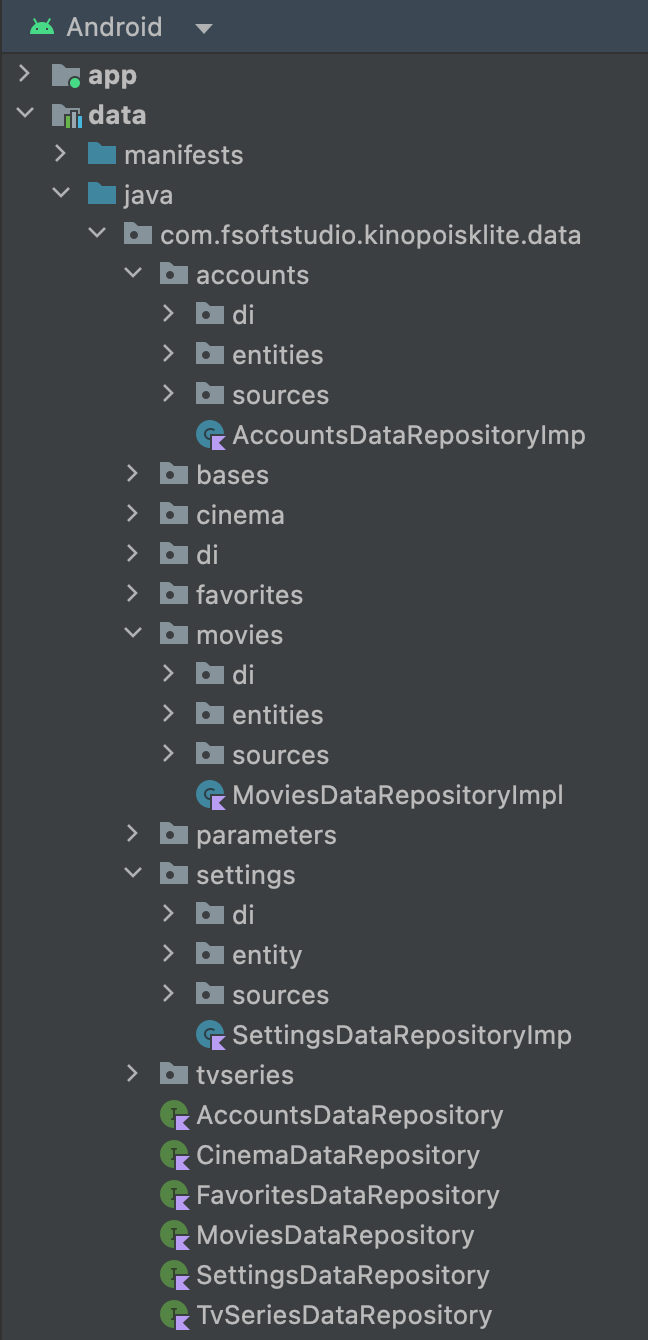 Android
app
data
manifests
java
com.fsoftstudio.kinopoisklite.data
accounts
di
entities
sources
AccountsDataRepositoryImp
bases
cinema
di
favorites
movies
di
entities
sources
MoviesDataRepositoryImpl
parameters
settings
di
entity
sources
SettingsDataRepositoryImp
tvseries
AccountsDataRepository
CinemaDataRepository
FavoritesDataRepository
MoviesDataRepository
SettingsDataRepository
TvSeriesDataRepository